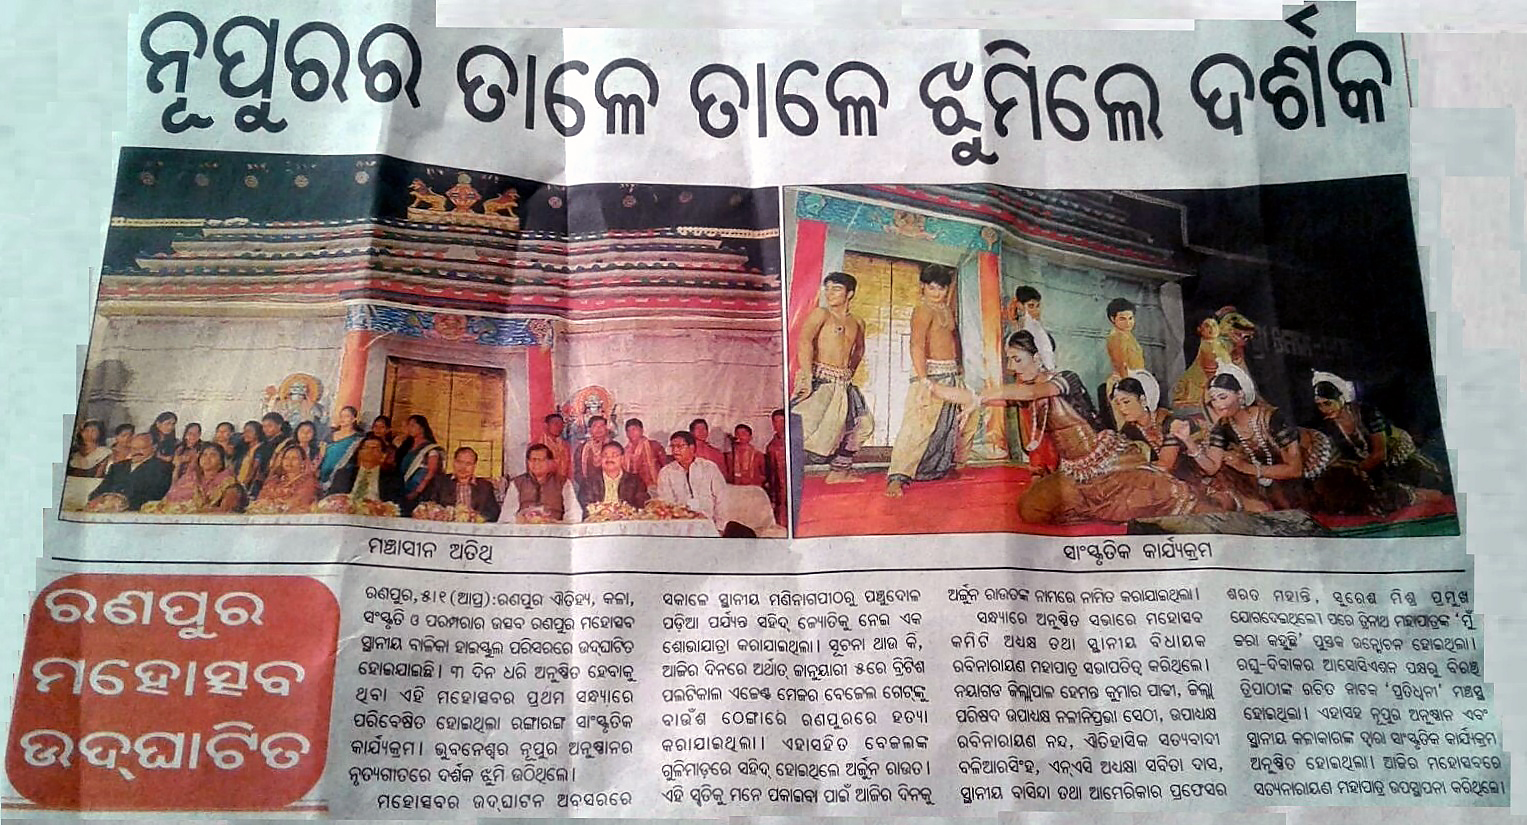 ନୂପୁରର ତାଳେ ତାଳେ ଝୁମିଲେ ଦର୍ଶକ
ମଞ୍ଚାସୀନ ଅତିଥି
ସାଂସ୍କୃତିକ କାର୍ଯ୍ୟକ୍ରମ
ରଣପୁର
ମହୋତ୍ସବ
ଉଦ୍‌ଘାଟିତ
ରଣପୁର,୫।୧(ଆପ୍ର):ରଣପୁର ଐତିହ୍ୟ, କଳା,
ସଂସ୍କୃତି ଓ ପରମ୍ପରାର ଉତ୍ସବ ରଣପୁର ମହୋତ୍ସବ
ସ୍ଥାନୀୟ ବାଳିକା ହାଇସ୍କୁଲ ପରିସରରେ ଉଦ୍‌ଘାଟିତ
ହୋଇଯାଇଛି। ୩ ଦିନ ଧରି ଅନୁଷ୍ଠିତ ହେବାକୁ
ଥିବା ଏହି ମହୋତ୍ସବର ପ୍ରଥମ ସନ୍ଧ୍ୟାରେ
ପରିବେଷିତ ହୋଇଥିଲା ରଙ୍ଗାରଙ୍ଗ ସାଂସ୍କୃତିକ
କାର୍ଯ୍ୟକ୍ରମ। ଭୁବନେଶ୍ୱର ନୂପୁର ଅନୁଷ୍ଠାନର
ନୃତ୍ୟଗୀତରେ ଦର୍ଶକ ଝୁମି ଉଠିଥିଲେ।
ମହୋତ୍ସବର ଉଦ୍‌ଘାଟନ ଅବସରରେ
ସକାଳେ ସ୍ଥାନୀୟ ମଣିନାଗପୀଠରୁ ପଞ୍ଚୁଦୋଳ
ପଡ଼ିଆ ପର୍ଯ୍ୟନ୍ତ ସହିଦ୍ ଜ୍ୟୋତିକୁ ନେଇ ଏକ
ଶୋଭାଯାତ୍ରା କରାଯାଇଥିଲା। ସୂଚନା ଥାଉ କି,
ଆଜିର ଦିନରେ ଅର୍ଥାତ୍ ଜାନୁୟାରୀ ୫ରେ ବ୍ରିଟିଶ
ପଲିଟିକାଲ ଏଜେଣ୍ଟ ମେଜର ବେଜେଲ ଗେଟ୍‌କୁ
ବାଉଁଶ ଠେଙ୍ଗାରେ ରଣପୁରରେ ହତ୍ୟା
କରାଯାଇଥିଲା। ଏହାସହିତ ବେଜଲଙ୍କ
ଗୁଳିମାଡ଼ରେ ସହିଦ୍ ହୋଇଥିଲେ ଅର୍ଜୁନ ରାଉତ।
ଏହି ସ୍ମୃତିକୁ ମନେ ପକାଇବା ପାଇଁ ଆଜିର ଦିନକୁ
ଅର୍ଜୁନ ରାଉତଙ୍କ ନାମରେ ନାମିତ କରାଯାଇଥିଲା।
ସନ୍ଧ୍ୟାରେ ଅନୁଷ୍ଠିତ ସଭାରେ ମହୋତ୍ସବ
କମିଟି ଅଧ୍ୟକ୍ଷ ତଥା ସ୍ଥାନୀୟ ବିଧାୟକ
ରବିନାରାୟଣ ମହାପାତ୍ର ସଭାପତିତ୍ୱ କରିଥିଲେ।
ନୟାଗଡ ଜିଲ୍ଲାପାଳ ହେମନ୍ତ କୁମାର ପାଢୀ, ଜିଲ୍ଲା
ପରିଷଦ ଉପାଧ୍ୟକ୍ଷ ନଳୀନିପ୍ରଭା ସେଠୀ, ଉପାଧ୍ୟକ୍ଷ
ରବିନାରାୟଣ ନନ୍ଦ, ଐତିହାସିକ ସତ୍ୟବାଦୀ
ବଳିଆରସିଂହ, ଏନ୍‌ଏସି ଅଧ୍ୟକ୍ଷା ସବିତା ଦାସ,
ସ୍ଥାନୀୟ ବାସିନ୍ଦା ତଥା ଆମେରିକାର ପ୍ରଫେସର
ଶରତ ମହାନ୍ତି, ସୁରେଶ ମିଶ୍ର ପ୍ରମୁଖ
ଯୋଗଦେଇଥିଲେ। ପରେ ତ୍ରିନାଥ ମହାପାତ୍ରଙ୍କ 'ମୁଁ
ଜରା କହୁଛି' ପୁସ୍ତକ ଉନ୍ମୋଚନ ହୋଇଥିଲା।
ରଘୁ-ଦିବାକର ଆସୋସିଏଶନ ପକ୍ଷରୁ ବିରଞ୍ଚି
ତ୍ରିପାଠୀଙ୍କ ରଚିତ ନାଟକ 'ପ୍ରତିଧ୍ୱନୀ' ମଞ୍ଚସ୍ଥ
ହୋଇଥିଲା। ଏହାସହ ନୂପୁର ଅନୁଷ୍ଠାନ ଏବଂ
ସ୍ଥାନୀୟ କଳାକାରଙ୍କ ଦ୍ୱାରା ସାଂସ୍କୃତିକ କାର୍ଯ୍ୟକ୍ରମ
ଅନୁଷ୍ଠିତ ହୋଇଥିଲା। ଆଜିର ମହୋତ୍ସବରେ
ସତ୍ୟନାରାୟଣ ମହାପାତ୍ର ଉପସ୍ଥାପନା କରିଥିଲେ।